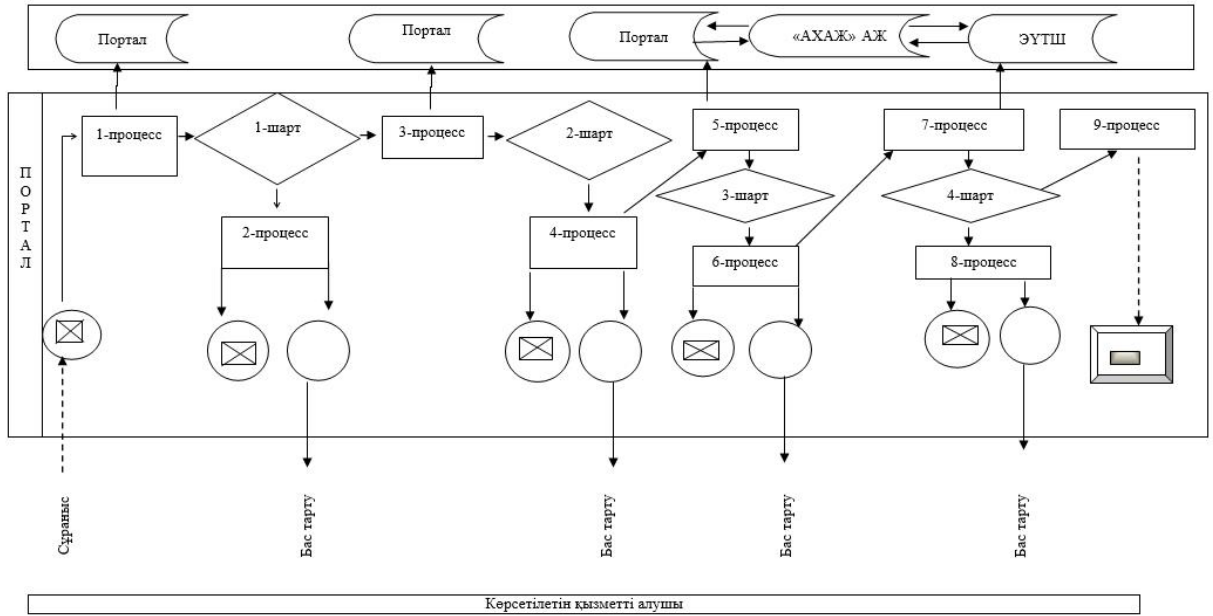 Портал
Портал
Портал
«АХАЖ» АЖ
ЭҮТШ
ПОРТАЛ
1-процесс
1-шарт
3-процесс
2-шарт
5-процесс
7-процесс
9-процесс
3-шарт
4-шарт
2-процесс
4-процесс
6-процесс
8-процесс
Сұраныс
Бас тарту
Бас тарту
Бас тарту
Бас тарту
Көрсетілетін қызметті алушы